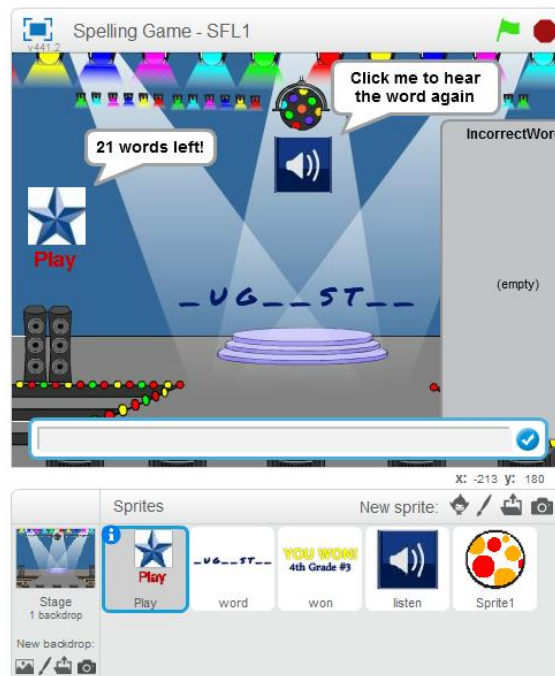 Spelling Game - SFL1
v441.2
Click me to hear
the word again
21 words left!
IncorrectWor
Play
(empty)
_UG__ST__
x: -213 y: 180
Sprites
New sprite:
Stage
1 backdrop
New backdrop:
Play
Play
_UG__ST__
word
YOU WON!
4th Grade #3
won
listen
Sprite1